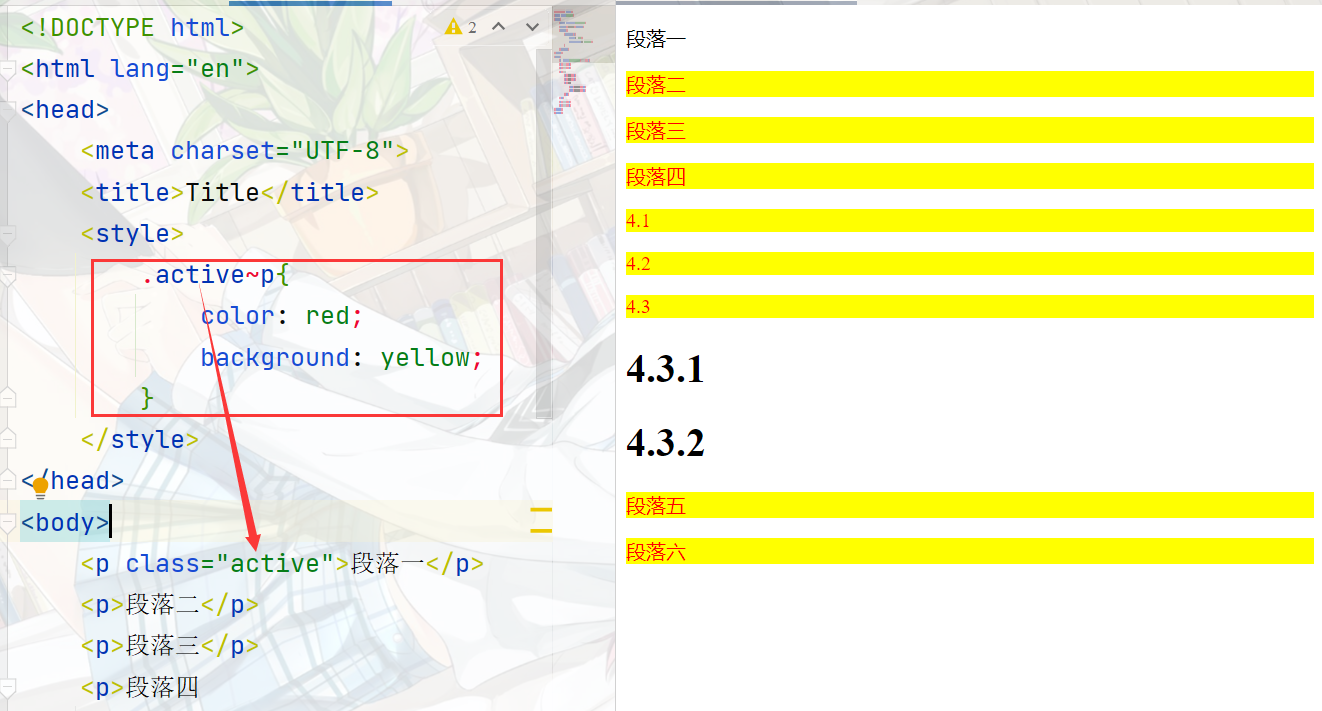 <!DOCTYPE html>
<html lang="en">
<head>
    <meta charset="UTF-8">
    <title>Title</title>
    <style>
        .active~p{
            color: red;
            background: yellow;
        }
    </style>
</head>
<body>
    <p class="active">段落一</p>
    <p>段落二</p>
    <p>段落三</p>
    <p>段落四
2
段落一
段落二
段落三
段落四
4.1
4.2
4.3
4.3.1
4.3.2
段落五
段落六